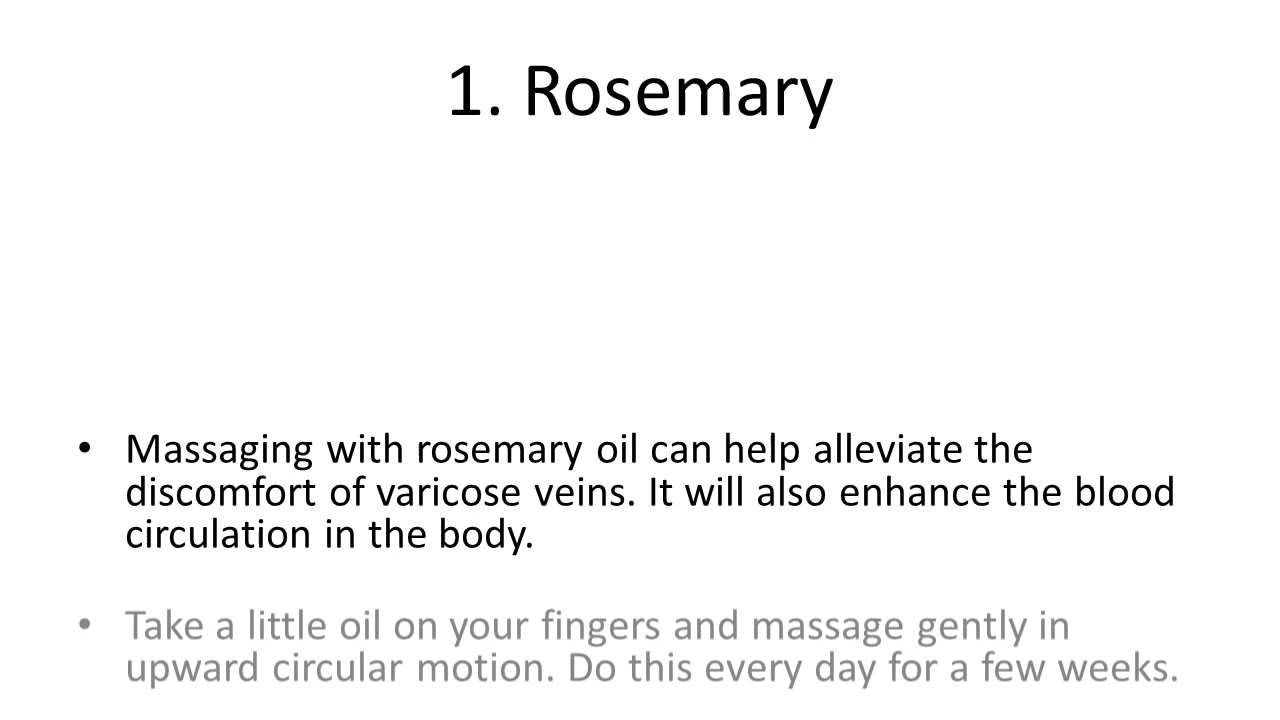 1. Rosemary
• Massaging with rosemary oil can help alleviate the
discomfort of varicose veins. It will also enhance the blood
circulation in the body.
• Take a little oil on your fingers and massage gently in
upward circular motion. Do this every day for a few weeks.